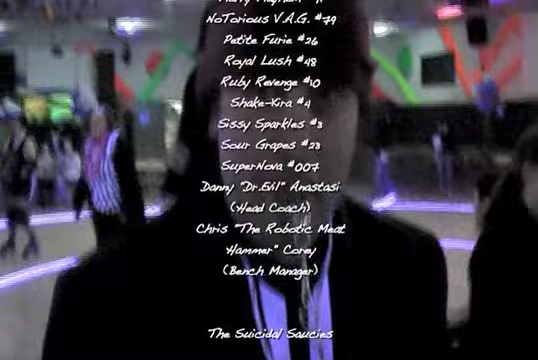 NoTorious V.A.G. #79
Petite Furie #26
Royal Lush #48
Ruby Revenge #10
Shake-Kira #4
Sissy Sparkles #3
Sour Grapes #23
SuperNova #007
Danny "Dr.Evil" Anastasi
(Head Coach)
Chris "The Robotic Meat
Hammer" Corey
(Bench Manager)
The Suicidal Saucies